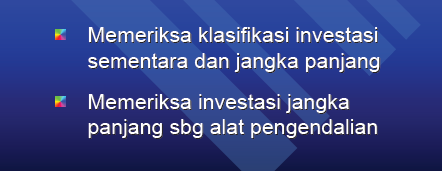 Memeriksa klasifikasi investasi
sementara dan jangka panjang
Memeriksa investasi jangka
panjang sbg alat pengendalian